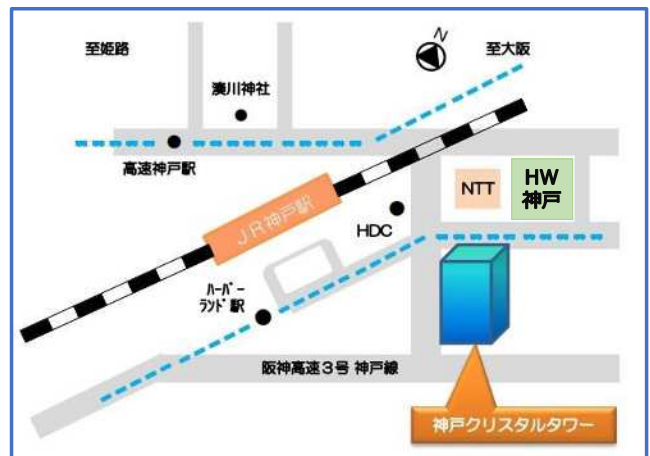 至姫路
N
至大阪
湊川神社
高速神戸駅
NTT
HW
神戸
JR神戸駅
HDC
ﾊｰﾊﾞｰ
ﾗﾝﾄﾞ駅
阪神高速3号 神戸線
神戸クリスタルタワー